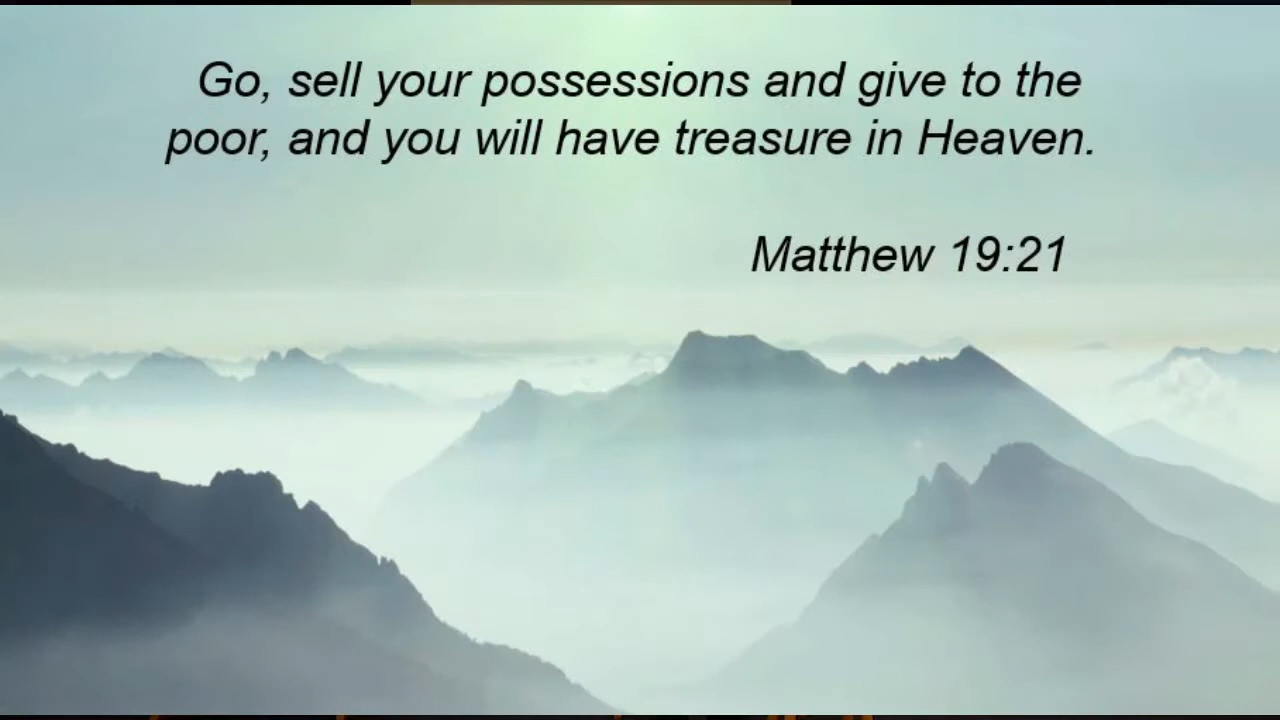 Go, sell your possessions and give to the
poor, and you will have treasure in Heaven.
Matthew 19:21